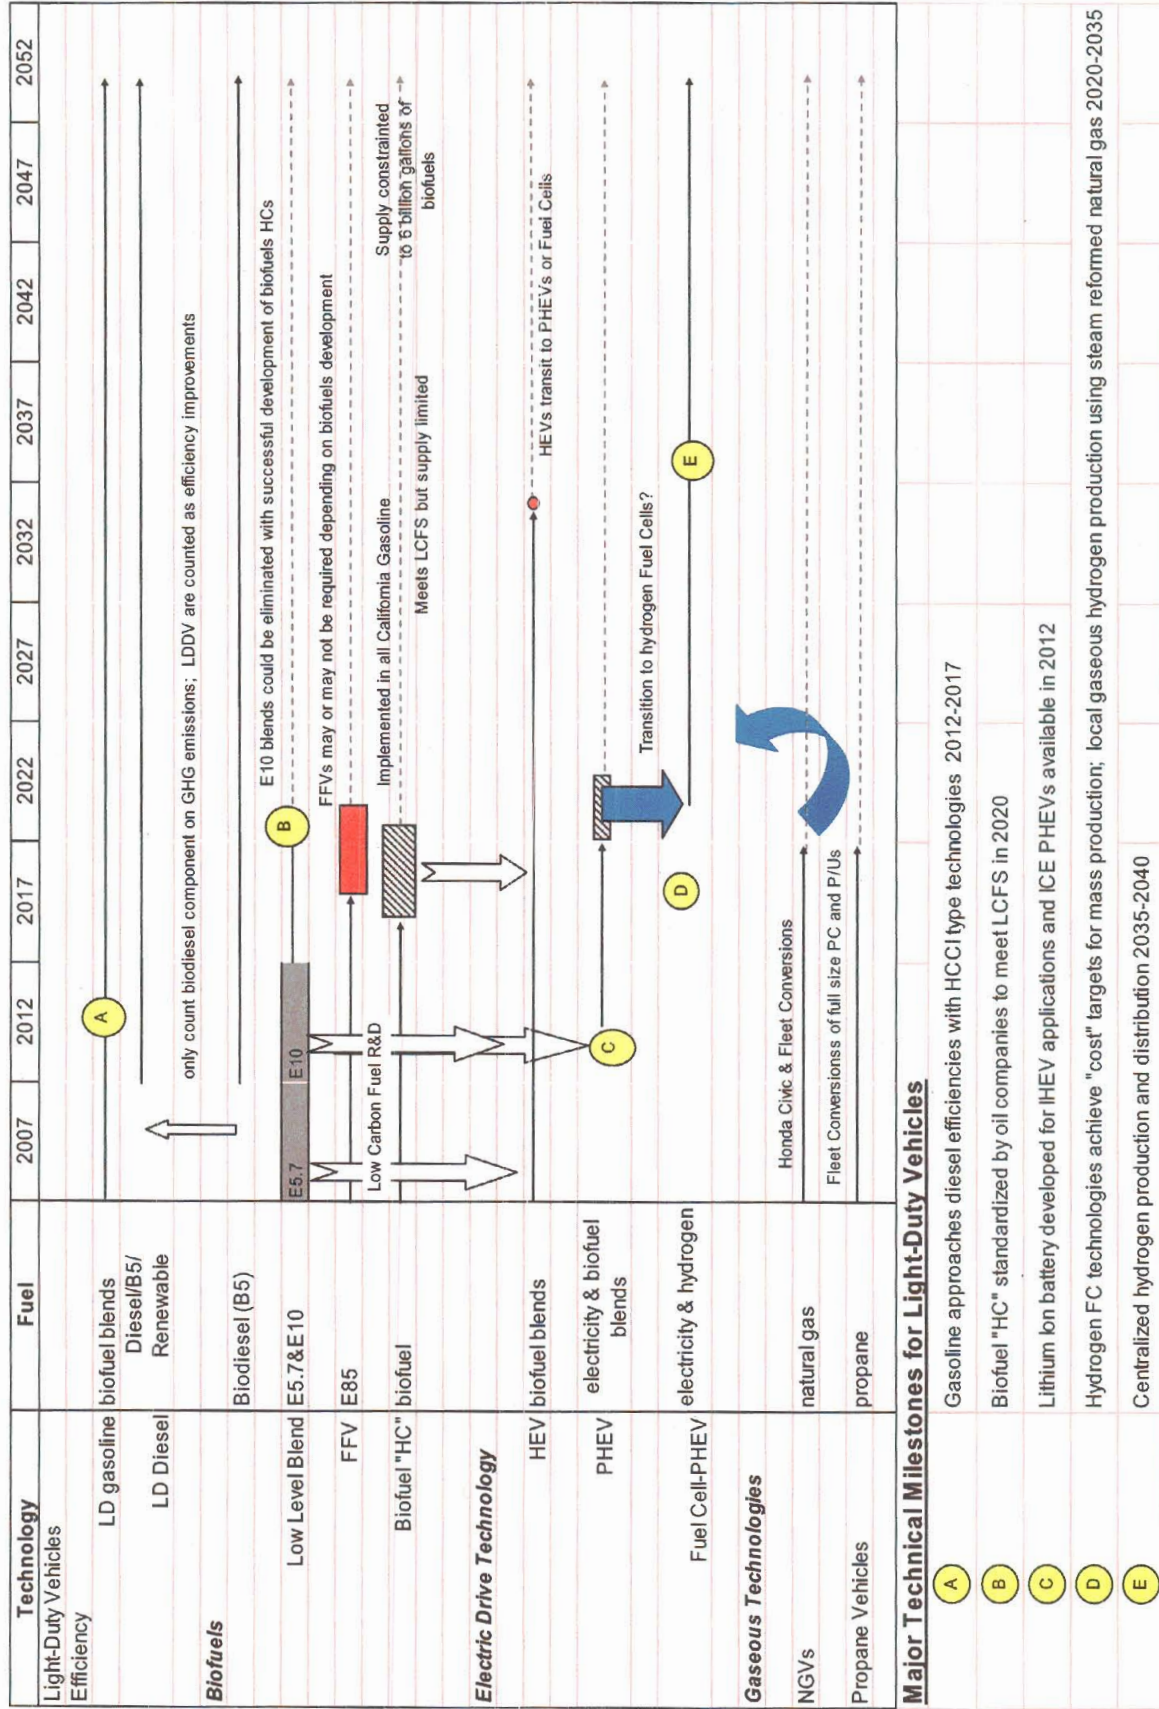 Technology Fuel 2007 2012 2017 2022 2027 2032 2037 2042 2047 2052
Light-Duty Vehicles
Efficiency
LD gasoline biofuel blends
A
LD Diesel Diesel/B5/
Renewable
only count biodiesel component on GHG emissions; LDDV are counted as efficiency improvements
Biofuels
Biodiesel (B5)
E10 blends could be eliminated with successful development of biofuels HCs
Low Level Blend E5.7&E10 E5.7 E10
B
FFVs may or may not be required depending on biofuels development
FFV E85
Low Carbon Fuel R&D
Implemented in all California Gasoline
Supply constrainted
to 6 billion gallons of
biofuels
Biofuel "HC" biofuel
Meets LCFS but supply limited
Electric Drive Technology
HEV biofuel blends
HEVs transit to PHEVs or Fuel Cells
PHEV electricity & biofuel
blends
C
Transition to hydrogen Fuel Cells?
Fuel Cell-PHEV electricity & hydrogen
D
E
Gaseous Technologies
Honda Civic & Fleet Conversions
NGVs natural gas
Fleet Conversionss of full size PC and P/Us
Propane Vehicles propane
Major Technical Milestones for Light-Duty Vehicles
A Gasoline approaches diesel efficiencies with HCCI type technologies 2012-2017
B Biofuel "HC" standardized by oil companies to meet LCFS in 2020
C Lithium Ion battery developed for IHEV applications and ICE PHEVs available in 2012
D Hydrogen FC technologies achieve "cost" targets for mass production; local gaseous hydrogen production using steam reformed natural gas 2020-2035
E Centralized hydrogen production and distribution 2035-2040